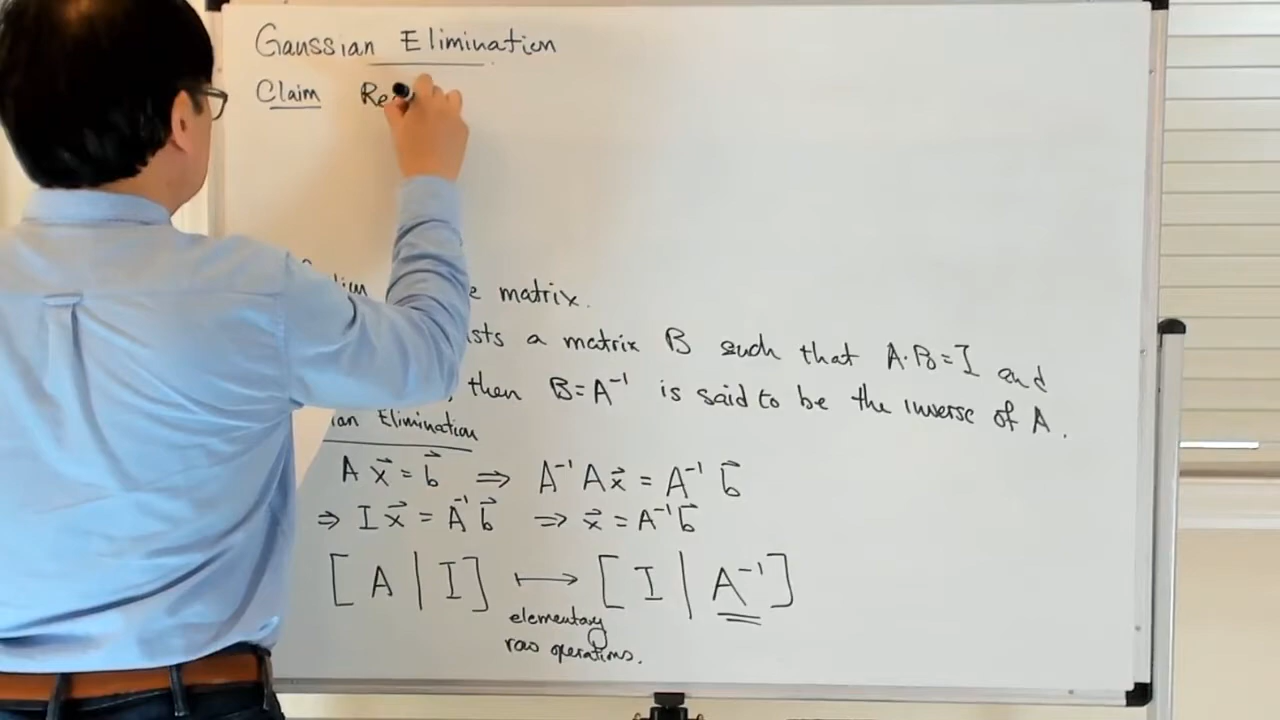 Gaussian Elimination
Claim Re
e matrix.
sts a matrix B such that A·B=I and
, then B=A⁻¹ is said to be the inverse of A.
ian Elimination
A x⃗ = b⃗ ⇒ A⁻¹ A x⃗ = A⁻¹ b⃗
⇒ I x⃗ = A⁻¹ b⃗ ⇒ x⃗ = A⁻¹ b⃗
[ A | I ] ⟼ [ I | A⁻¹ ]
elementary
row operations.